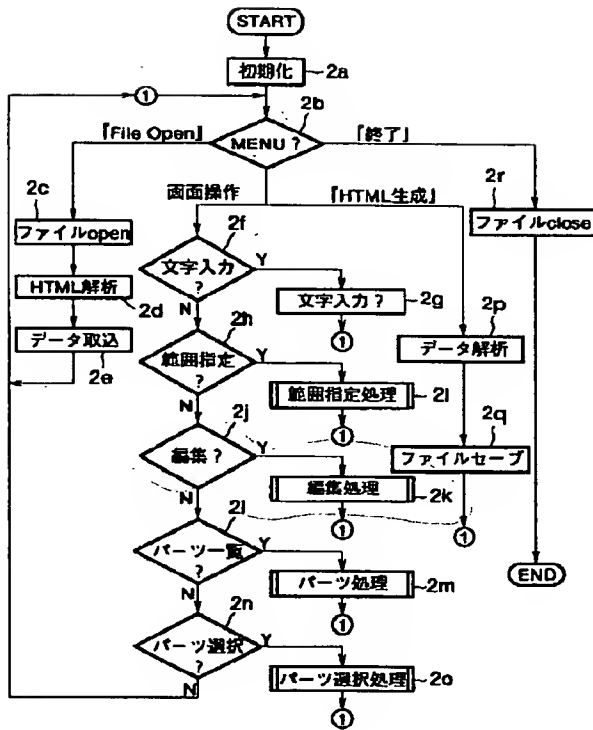 START
初期化
2a
①
2b
MENU ?
「File Open」
「終了」
2c
ファイルopen
HTML解析
2d
データ取込
2e
画面操作
「HTML生成」
2r
ファイルclose
2f
文字入力
?
Y
N
文字入力 ?
2g
①
2h
範囲指定
?
Y
N
範囲指定処理
2i
①
2p
データ解析
2q
ファイルセーブ
①
2j
編集 ?
Y
N
編集処理
2k
①
END
2l
パーツ一覧
?
Y
N
パーツ処理
2m
①
2n
パーツ選択
?
Y
N
パーツ選択処理
2o
①